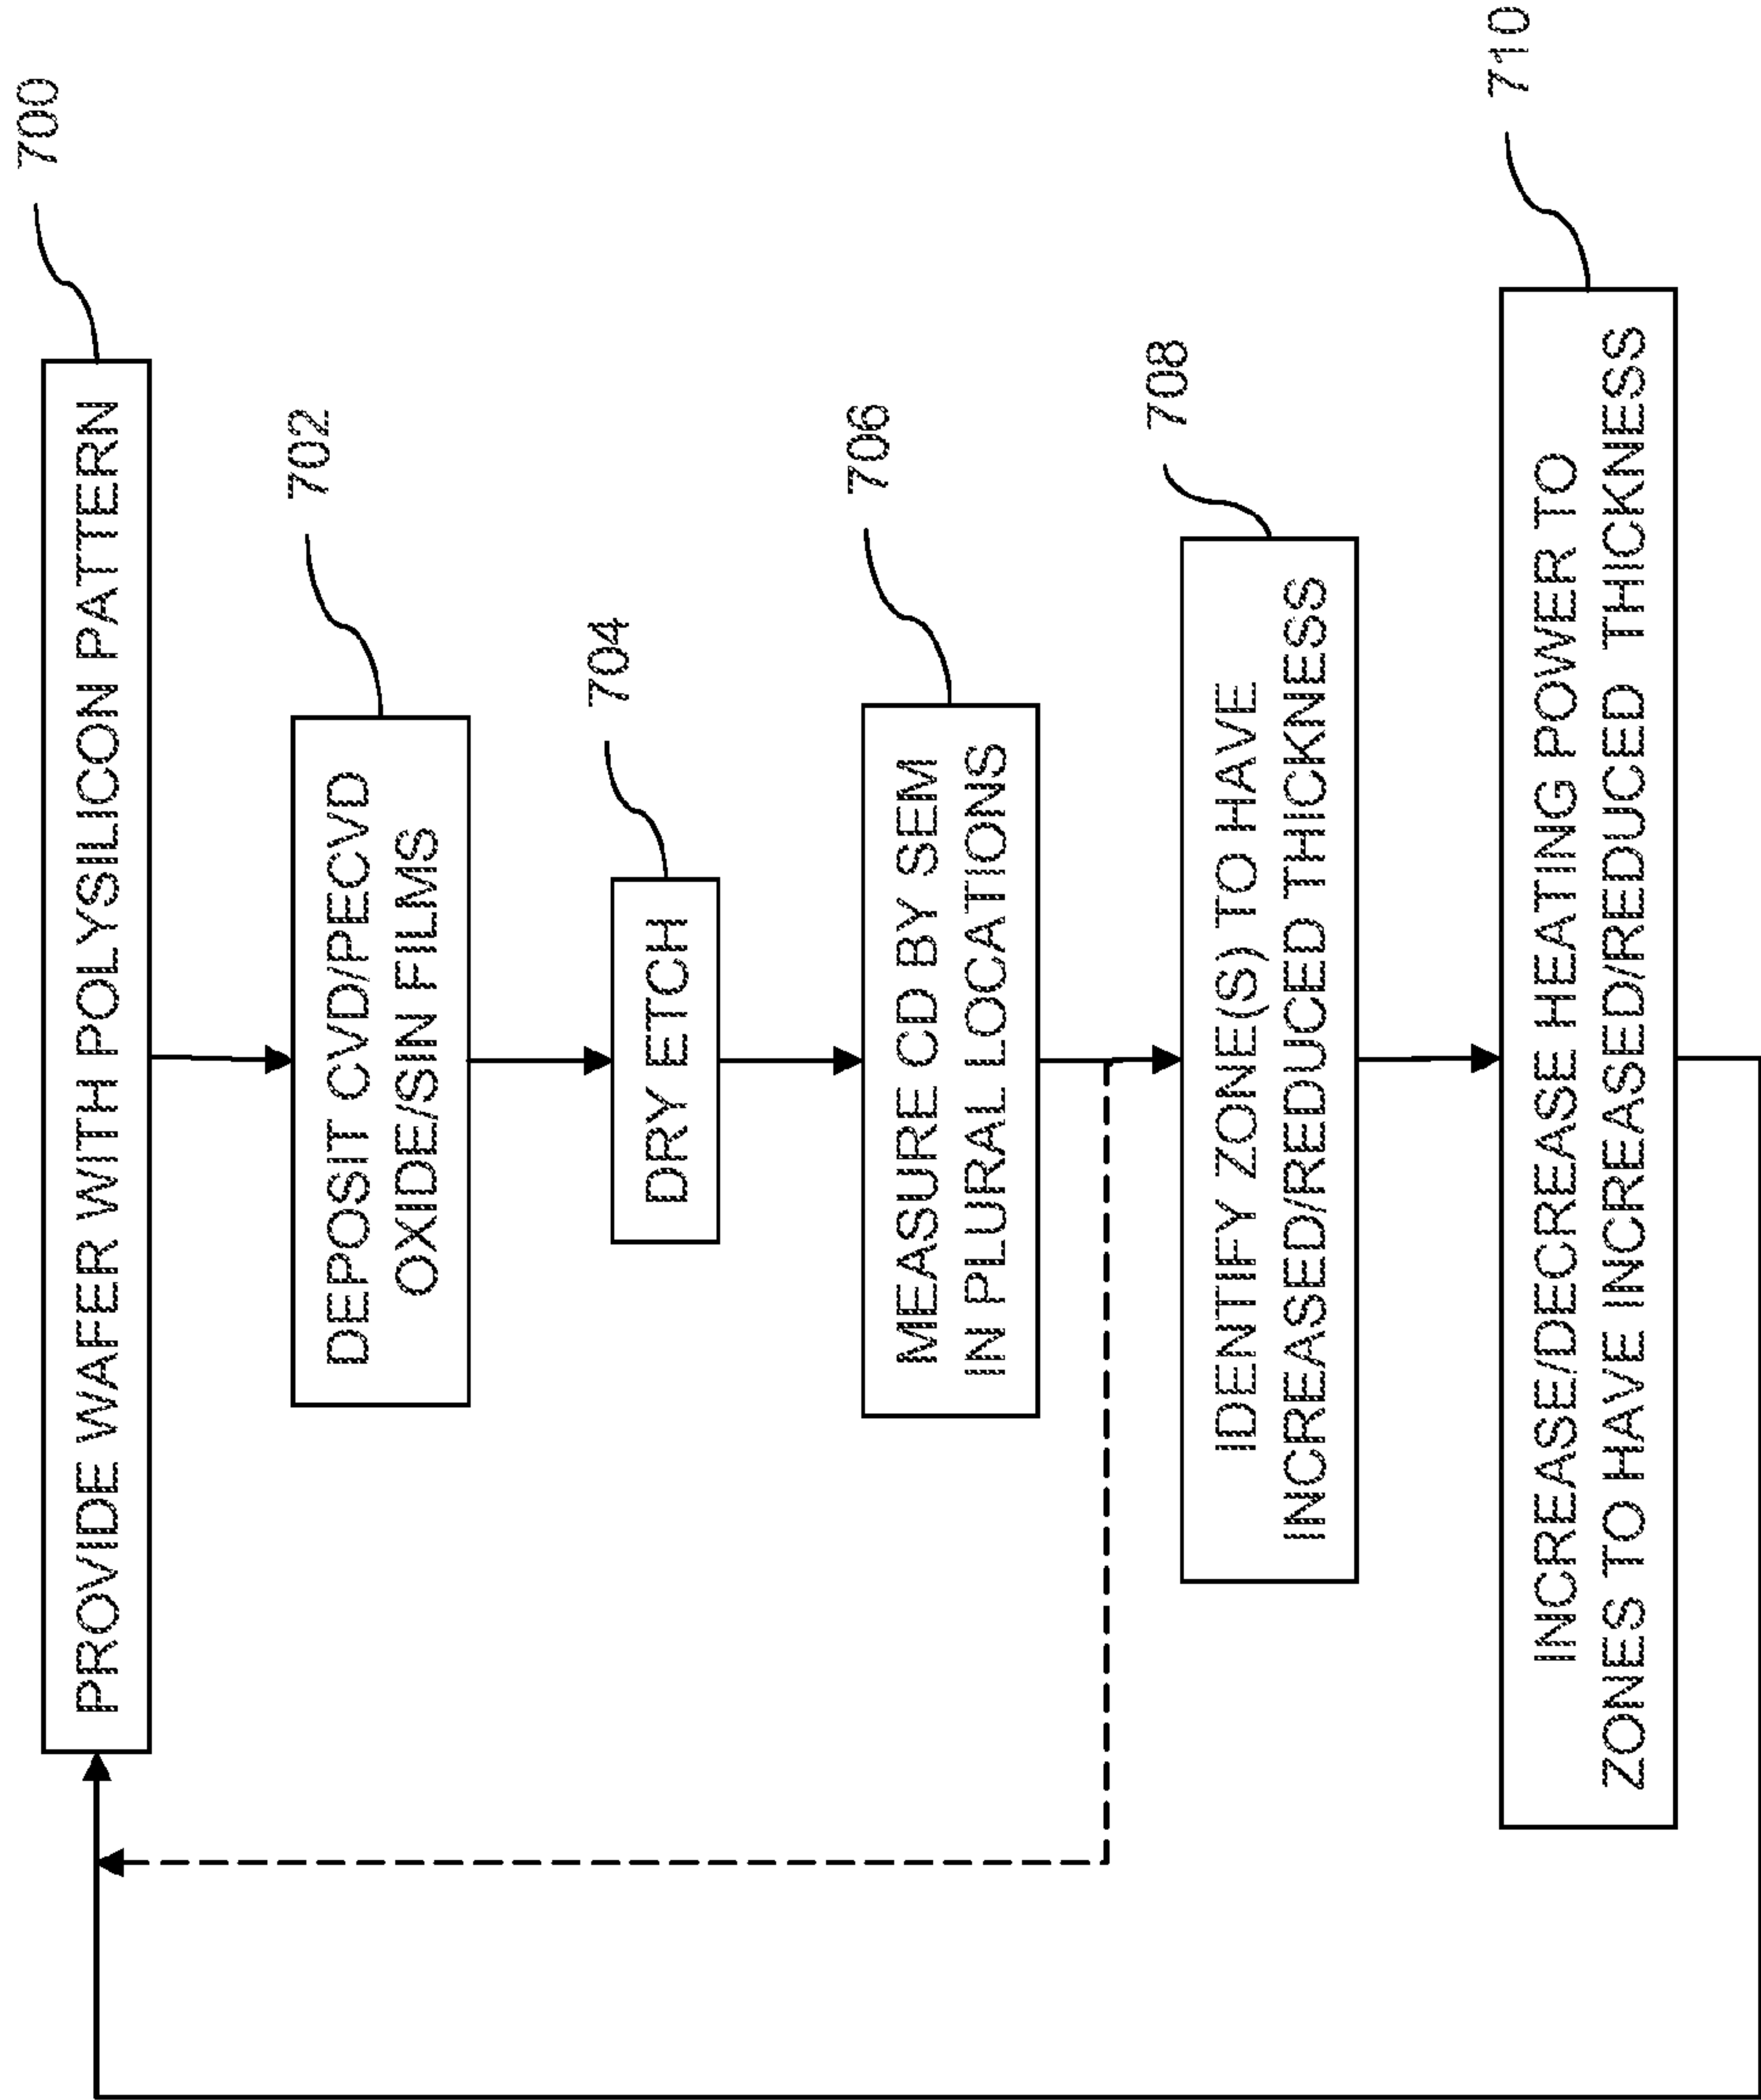 PROVIDE WAFER WITH POLYSILICON PATTERN
700
DEPOSIT CVD/PECVD
OXIDE/SIN FILMS
702
DRY ETCH
704
MEASURE CD BY SEM
IN PLURAL LOCATIONS
706
IDENTIFY ZONE(S) TO HAVE
INCREASED/REDUCED THICKNESS
708
INCREASE/DECREASE HEATING POWER TO
ZONES TO HAVE INCREASED/REDUCED THICKNESS
710